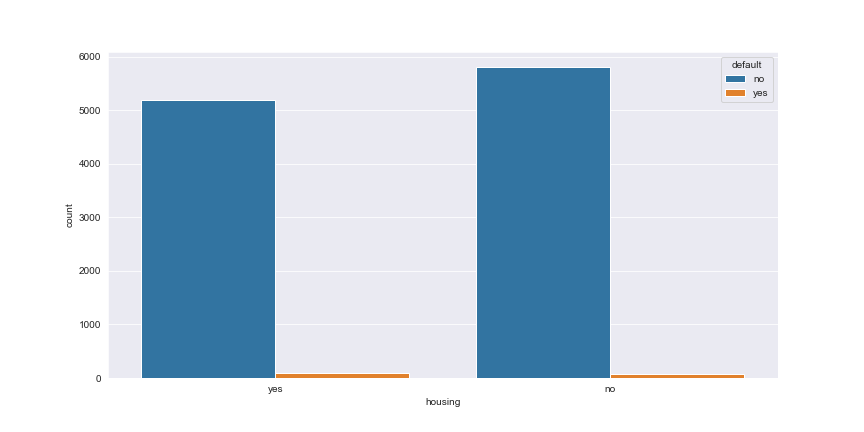 6000
5000
4000
3000
2000
1000
0
count
default
no
yes
yes no
housing